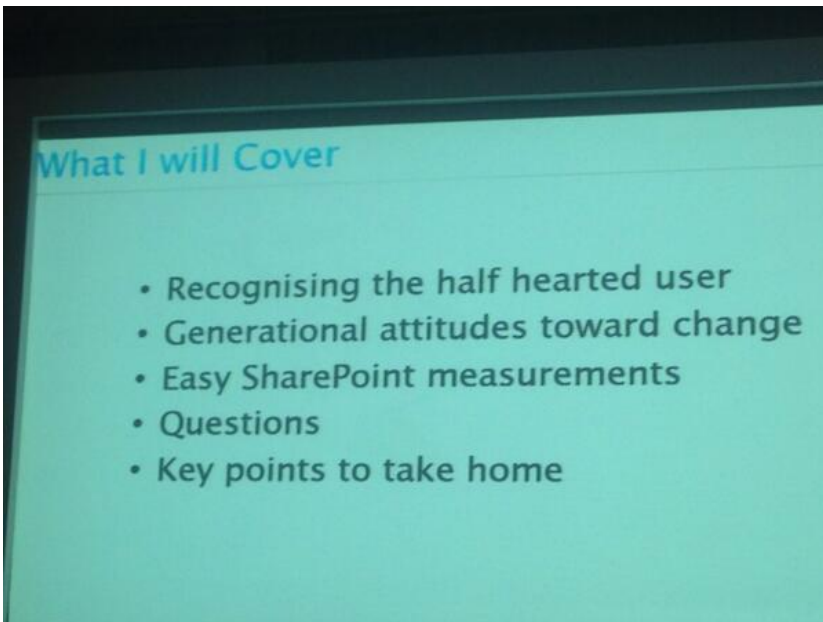 What I will Cover
• Recognising the half hearted user
• Generational attitudes toward change
• Easy SharePoint measurements
• Questions
• Key points to take home